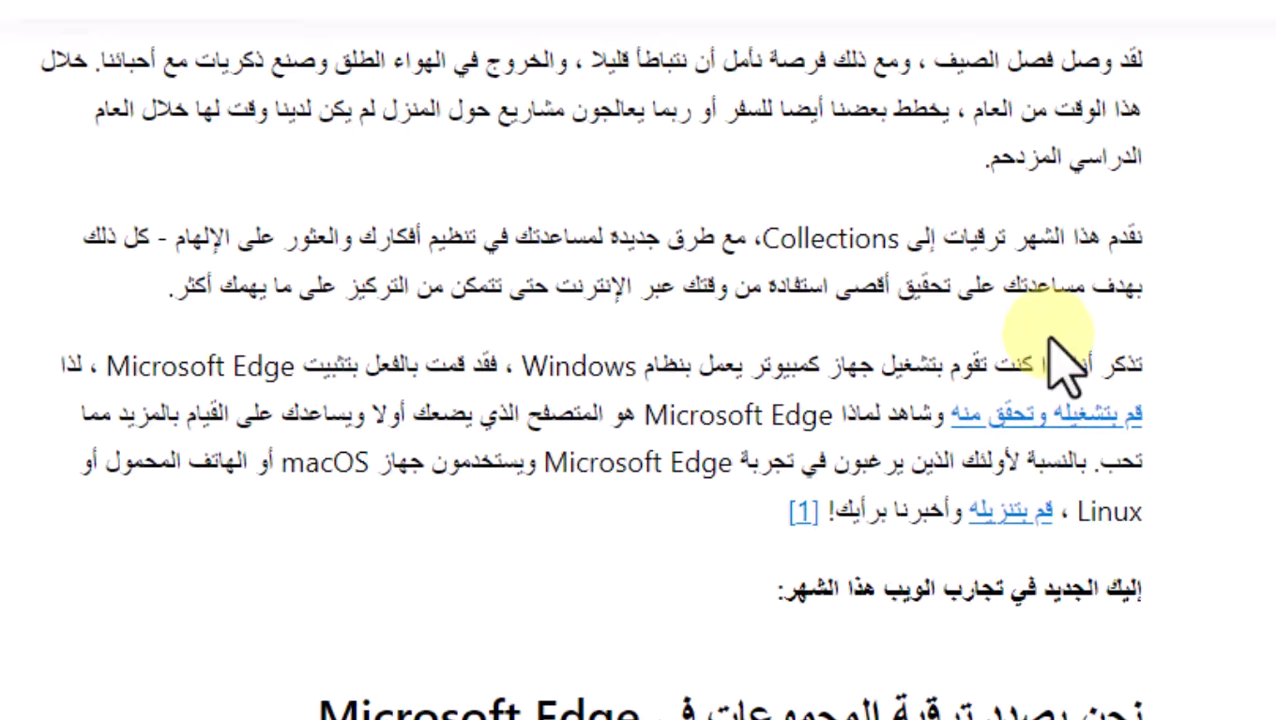 لقد وصل فصل الصيف ، ومع ذلك فرصة نأمل أن نتباطأ قليلا ، والخروج في الهواء الطلق وصنع ذكريات مع أحبائنا. خلال
هذا الوقت من العام ، يخطط بعضنا أيضا للسفر أو ربما يعالجون مشاريع حول المنزل لم يكن لدينا وقت لها خلال العام
الدراسي المزدحم.
نقدم هذا الشهر ترقيات إلى Collections، مع طرق جديدة لمساعدتك في تنظيم أفكارك والعثور على الإلهام - كل ذلك
بهدف مساعدتك على تحقيق أقصى استفادة من وقتك عبر الإنترنت حتى تتمكن من التركيز على ما يهمك أكثر.
تذكر كنت تقوم بتشغيل جهاز كمبيوتر يعمل بنظام Windows ، فقد قمت بالفعل بتثبيت Microsoft Edge ، لذا
قم بتشغيله وتحقق منه وشاهد لماذا Microsoft Edge هو المتصفح الذي يضعك أولا ويساعدك على القيام بالمزيد مما
تحب. بالنسبة لأولئك الذين يرغبون في تجربة Microsoft Edge ويستخدمون جهاز macOS أو الهاتف المحمول أو
Linux ، قم بتنزيله وأخبرنا برأيك! [1]
إليك الجديد في تجارب الويب هذا الشهر:
نحن بصدد ترقية المجموعات في Microsoft Edge